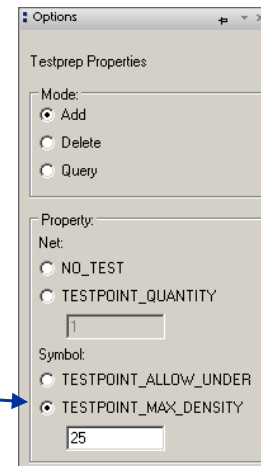 Options
Testprep Properties
Mode:
Add
Delete
Query
Property:
Net:
NO_TEST
TESTPOINT_QUANTITY
1
Symbol:
TESTPOINT_ALLOW_UNDER
TESTPOINT_MAX_DENSITY
25